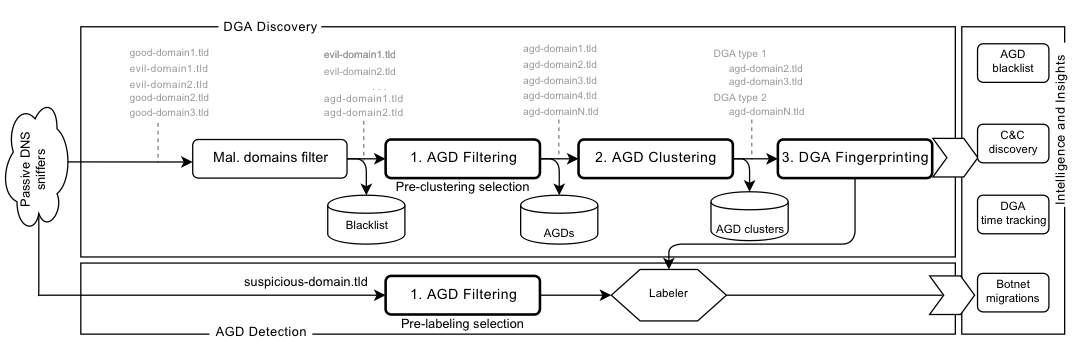 DGA Discovery
good-domain1.tld
evil-domain1.tld
evil-domain2.tld
good-domain2.tld
good-domain3.tld
evil-domain1.tld
evil-domain2.tld
...
agd-domain1.tld
agd-domain2.tld
agd-domain1.tld
agd-domain2.tld
agd-domain3.tld
agd-domain4.tld
agd-domainN.tld
DGA type 1
agd-domain2.tld
agd-domain3.tld
DGA type 2
agd-domainN.tld
Passive DNS
sniffers
Mal. domains filter
1. AGD Filtering
Pre-clustering selection
2. AGD Clustering
3. DGA Fingerprinting
Blacklist
AGDs
AGD clusters
suspicious-domain.tld
1. AGD Filtering
Pre-labeling selection
Labeler
AGD Detection
AGD
blacklist
C&C
discovery
DGA
time tracking
Botnet
migrations
Intelligence and Insights